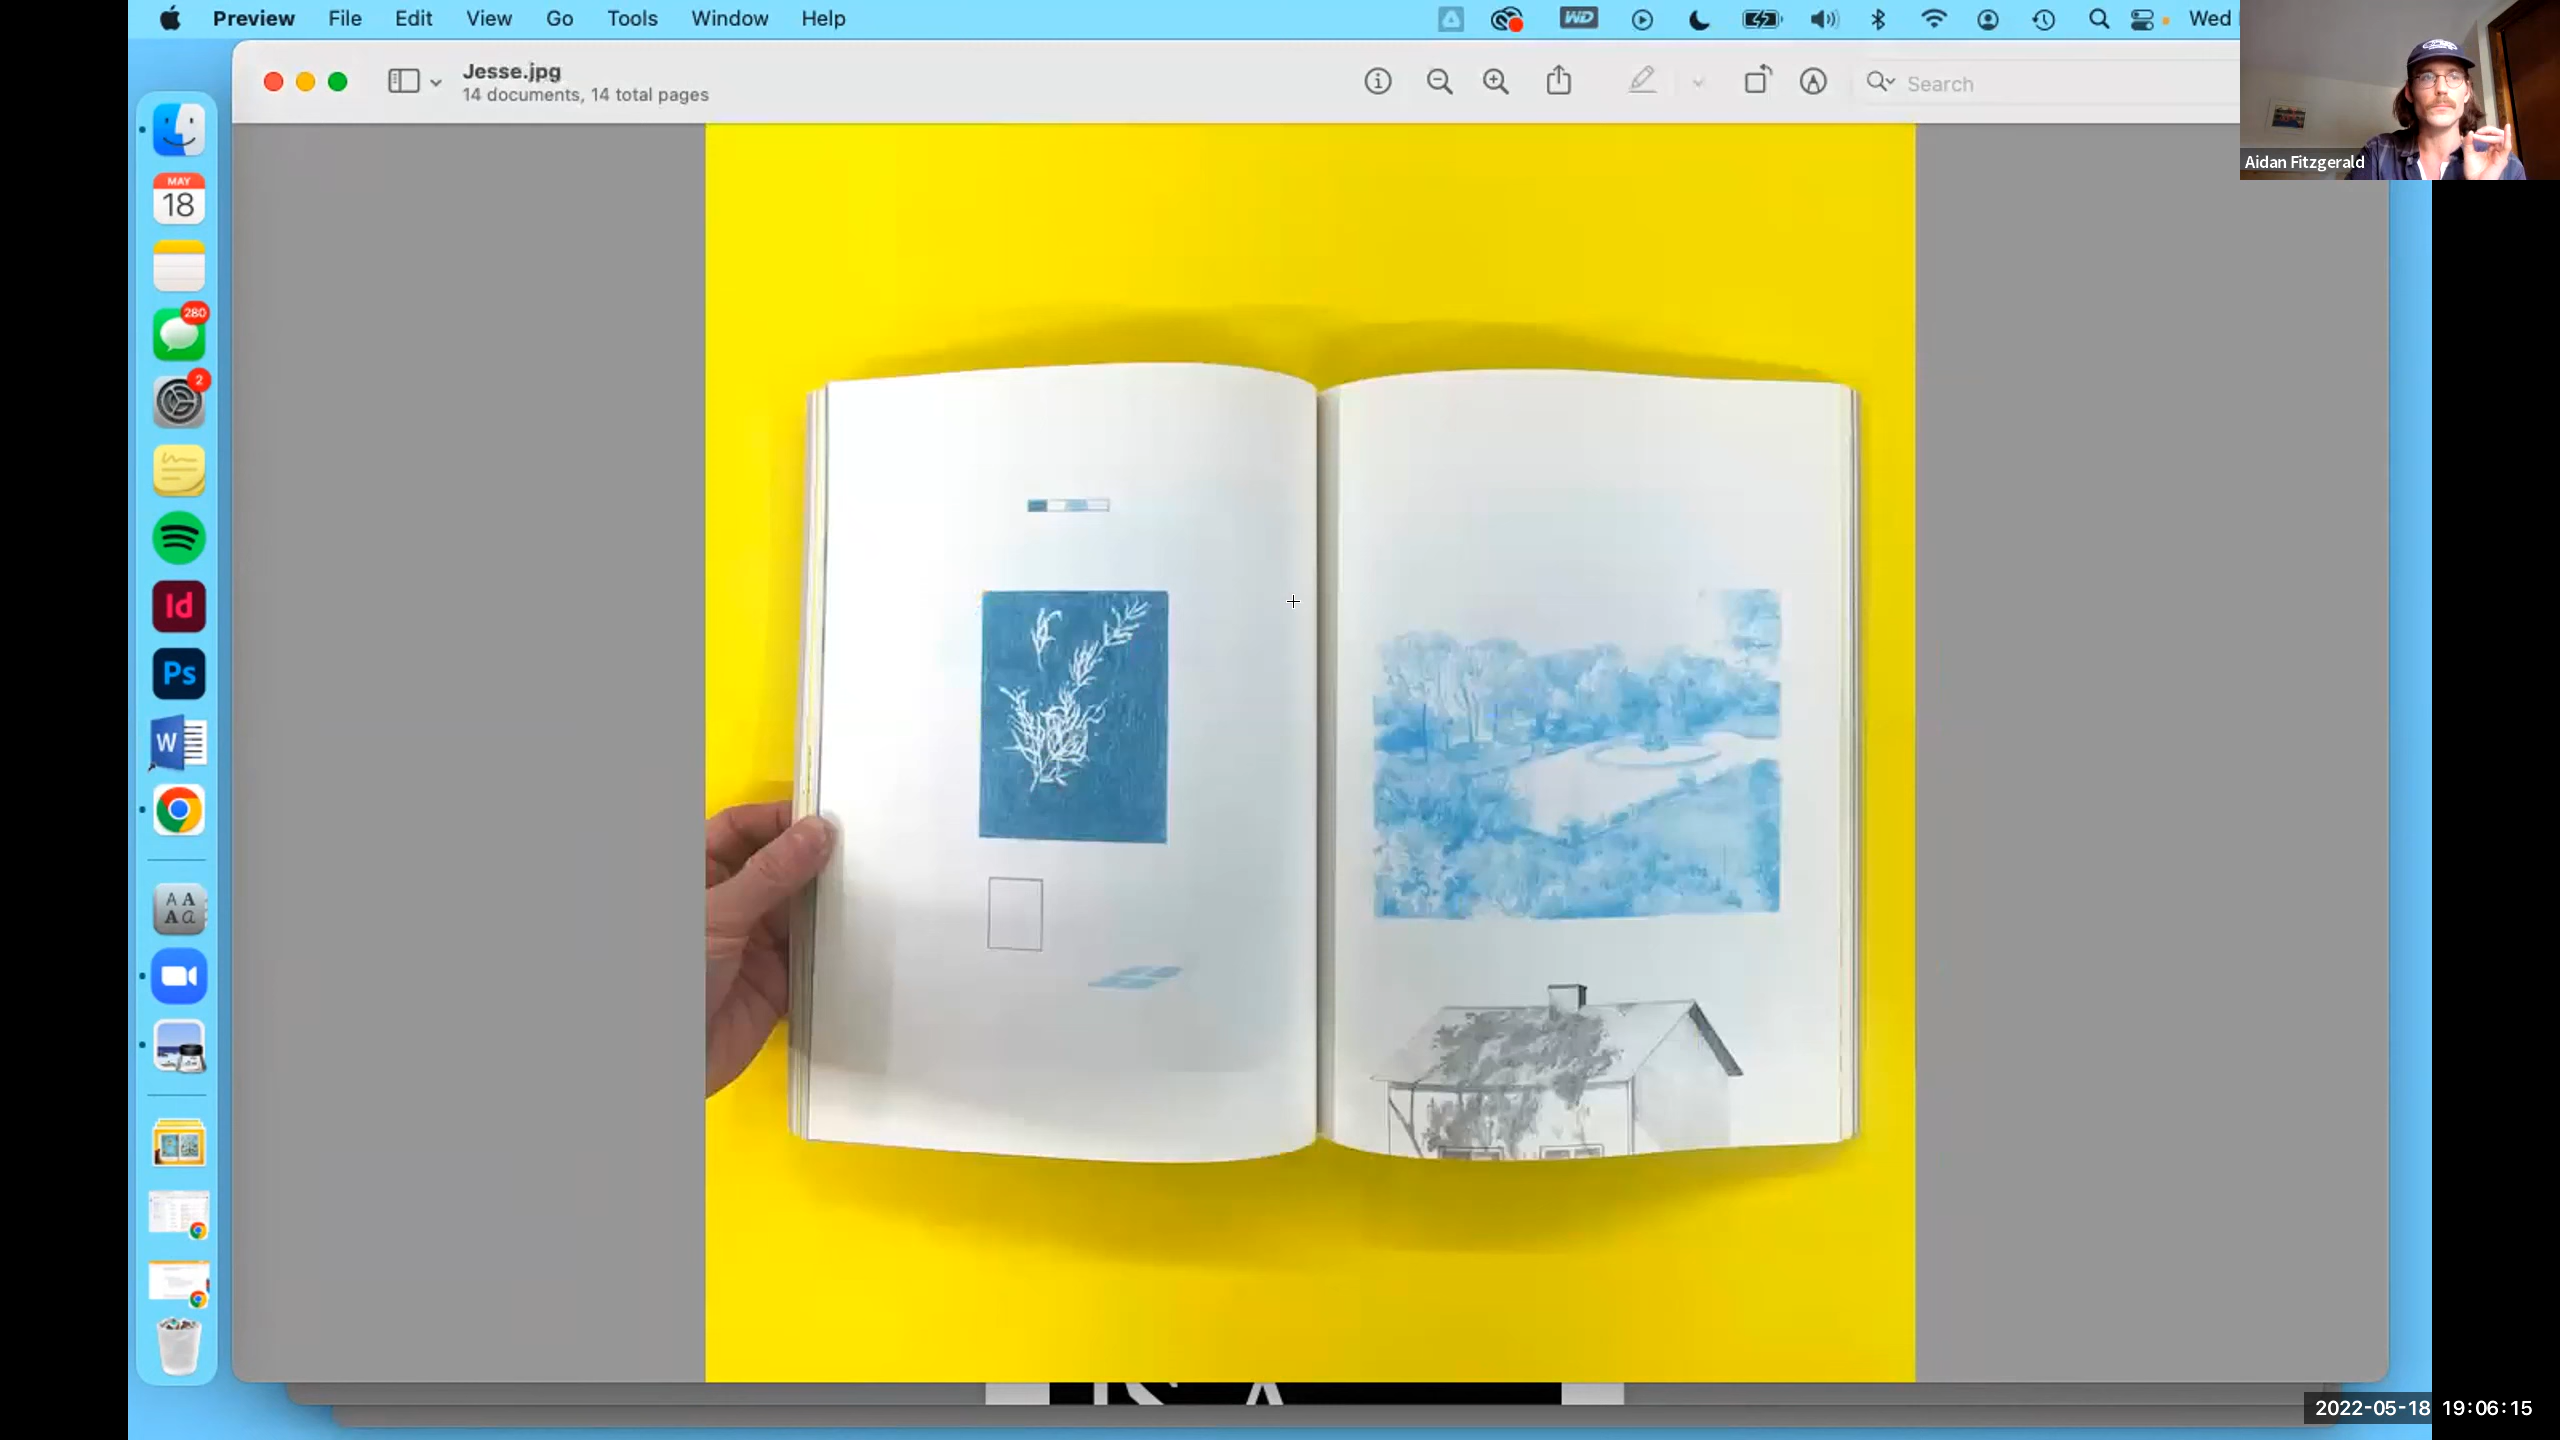 Preview File Edit View Go Tools Window Help
WD
Wed
Jesse.jpg
14 documents, 14 total pages
Search
Aidan Fitzgerald
MAY
18
280
2
Id
Ps
W
A A
A a
2022-05-18 19:06:15